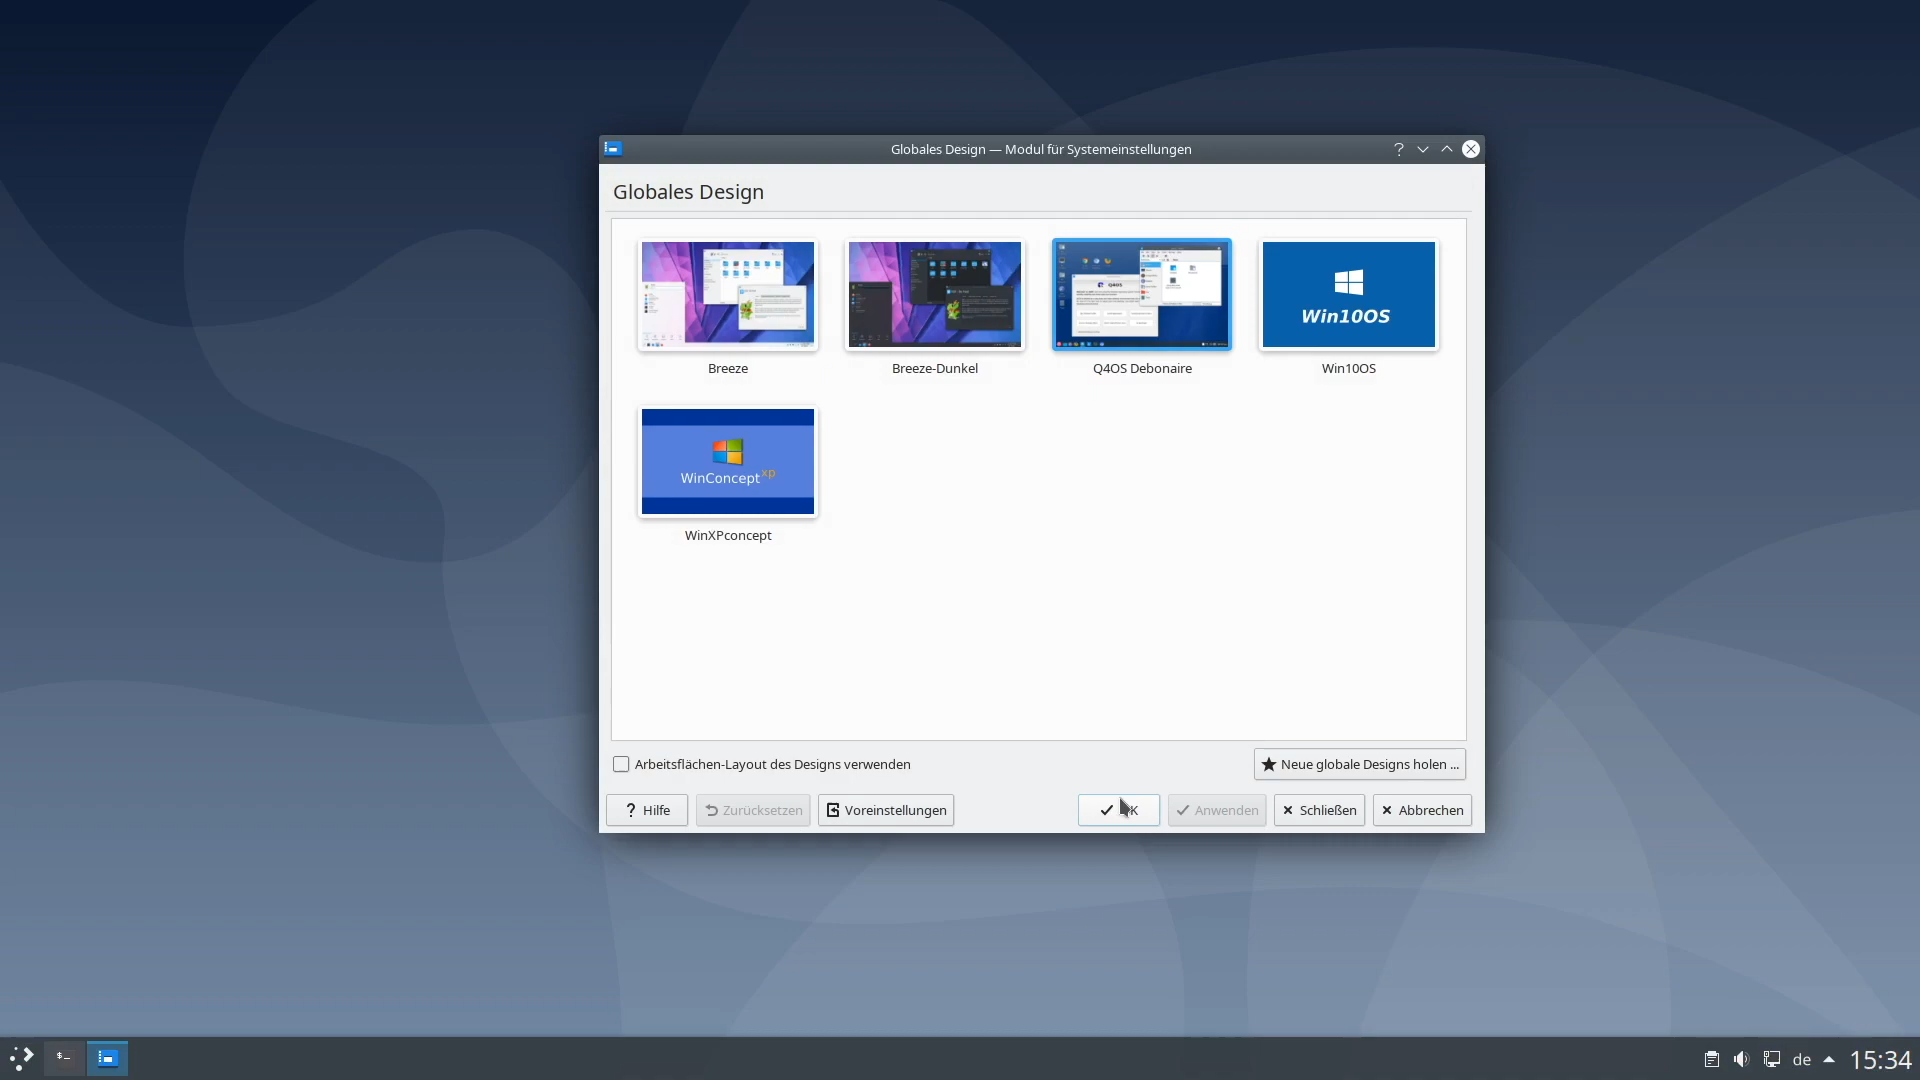 Globales Design — Modul für Systemeinstellungen
Globales Design
Q4OS
Win10OS
Breeze
Breeze-Dunkel
Q4OS Debonaire
Win10OS
WinConcept xp
WinXPconcept
Arbeitsflächen-Layout des Designs verwenden
Neue globale Designs holen ...
? Hilfe
Zurücksetzen
Voreinstellungen
Anwenden
Schließen
Abbrechen
$_
de
15:34